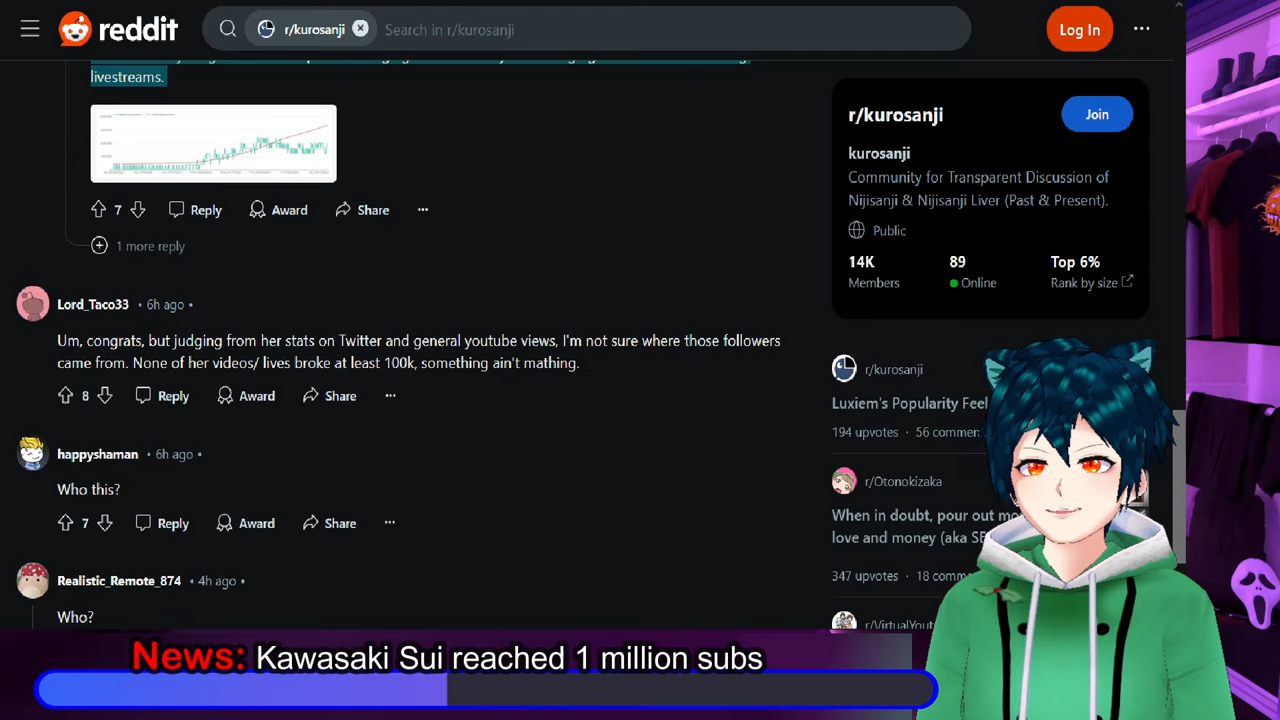 reddit
r/kurosanji
Search in r/kurosanji
Log In
livestreams.
7
Reply
Award
Share
1 more reply
Lord_Taco33 • 6h ago •
Um, congrats, but judging from her stats on Twitter and general youtube views, I'm not sure where those followers
came from. None of her videos/ lives broke at least 100k, something ain't mathing.
8
Reply
Award
Share
happyshaman • 6h ago •
Who this?
7
Reply
Award
Share
Realistic_Remote_874 • 4h ago •
Who?
r/kurosanji
Join
kurosanji
Community for Transparent Discussion of
Nijisanji & Nijisanji Liver (Past & Present).
Public
14K
89
Top 6%
Members
Online
Rank by size
r/kurosanji
Luxiem's Popularity Feel
194 upvotes • 56 commen
r/Otonokizaka
When in doubt, pour out mo
love and money (aka SE
347 upvotes • 18 comm
r/VirtualYout
News: Kawasaki Sui reached 1 million subs